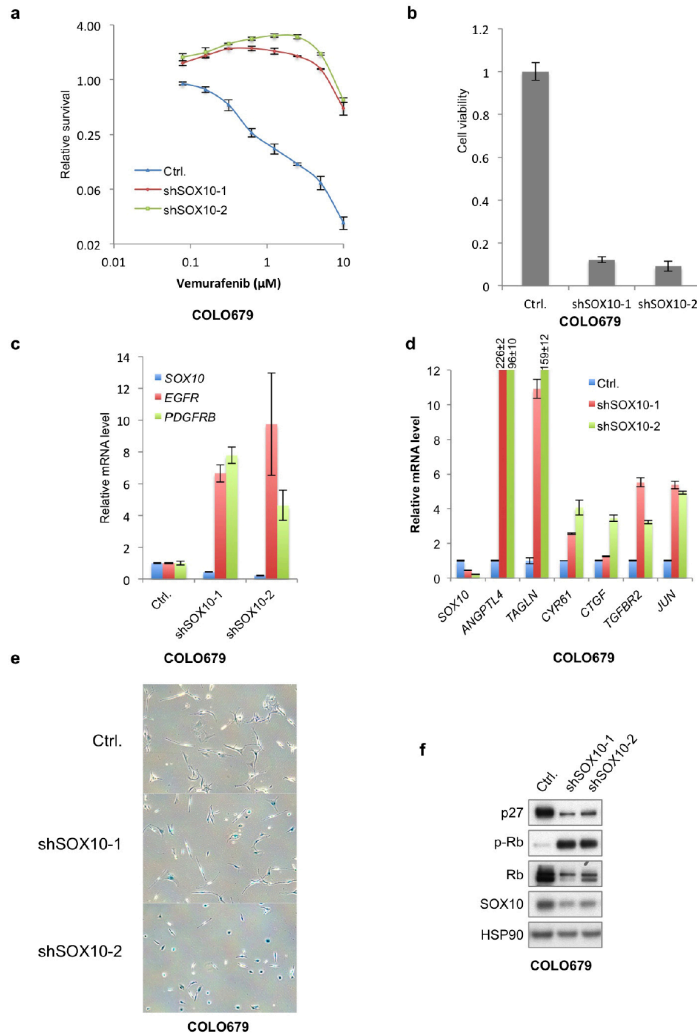 a
4.00
1.00
0.25
0.06
0.02
Relative survival
Ctrl.
shSOX10-1
shSOX10-2
0.01
0.1
1
10
Vemurafenib (µM)
COLO679
b
1.2
1
0.8
0.6
0.4
0.2
0
Cell viability
Ctrl. shSOX10-1 shSOX10-2
COLO679
c
14
12
10
8
6
4
2
0
Relative mRNA level
SOX10
EGFR
PDGFRB
Ctrl.
shSOX10-1
shSOX10-2
COLO679
d
226±2
96±10
159±12
12
10
8
6
4
2
0
Relative mRNA level
Ctrl.
shSOX10-1
shSOX10-2
SOX10
ANGPTL4
TAGLN
CYR61
CTGF
TGFBR2
JUN
COLO679
e
Ctrl.
shSOX10-1
shSOX10-2
COLO679
f
Ctrl.
shSOX10-1
shSOX10-2
p27
p-Rb
Rb
SOX10
HSP90
COLO679